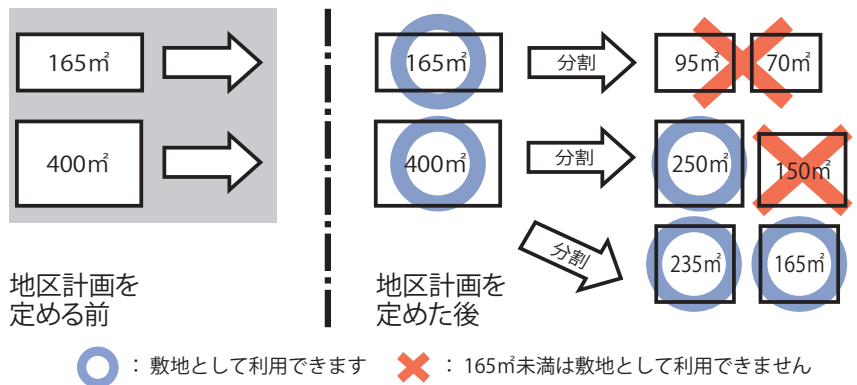 165㎡
400㎡
地区計画を
定める前
165㎡
分割
95㎡
70㎡
400㎡
分割
250㎡
150㎡
分割
235㎡
165㎡
地区計画を
定めた後
：敷地として利用できます
：165㎡未満は敷地として利用できません